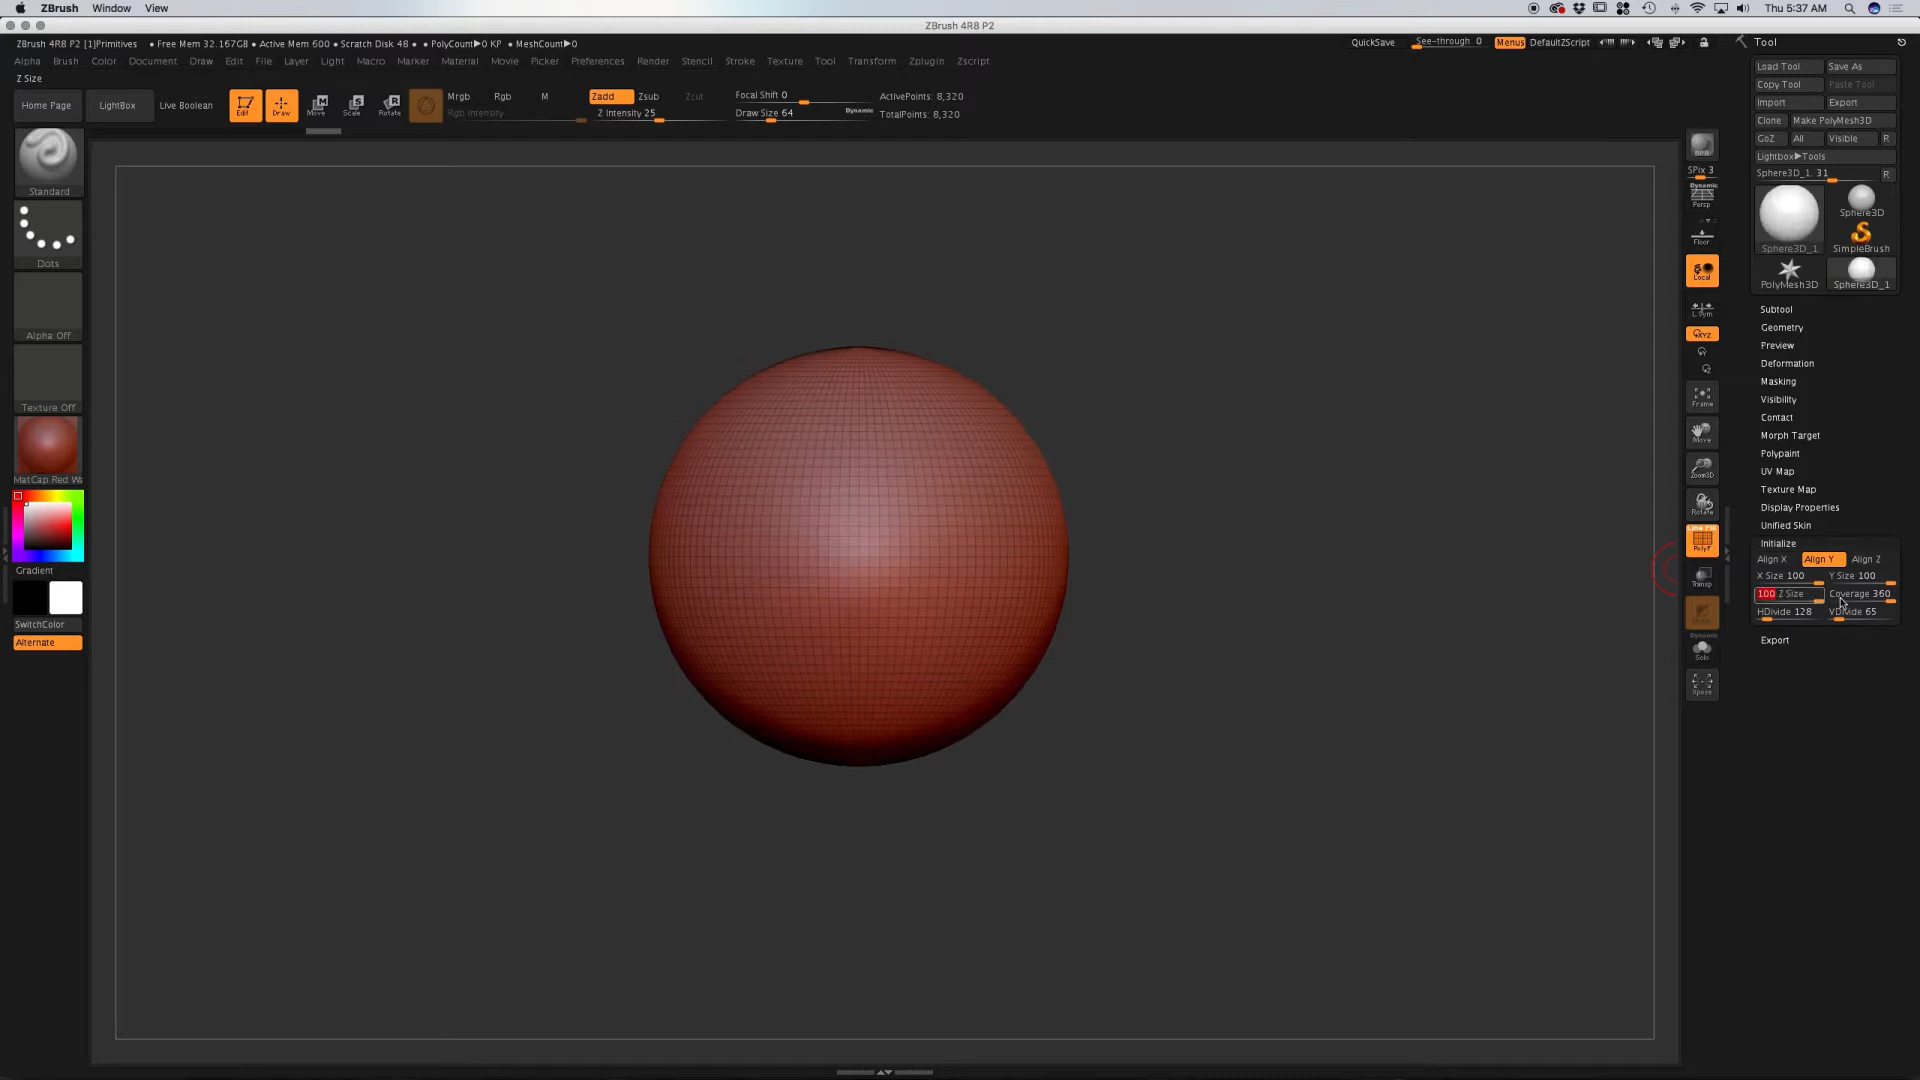 ZBrush Window View
Thu 5:37 AM
ZBrush 4R8 P2
ZBrush 4R8 P2 [1]Primitives • Free Mem 32.167GB • Active Mem 600 • Scratch Disk 48 • PolyCount▶0 KP • MeshCount▶0
QuickSave See-through 0 Menus DefaultZScript
Tool
Alpha Brush Color Document Draw Edit File Layer Light Macro Marker Material Movie Picker Preferences Render Stencil Stroke Texture Tool Transform Zplugin Zscript
Z Size
Home Page LightBox Live Boolean Edit Draw Move Scale Rotate
Mrgb Rgb M
Rgb Intensity
Zadd Zsub Zcut
Z Intensity 25
Focal Shift 0
Draw Size 64 Dynamic
ActivePoints: 8,320
TotalPoints: 8,320
Standard
Dots
Alpha Off
Texture Off
MatCap Red Wa
Gradient
SwitchColor
Alternate
BPR
SPix 3
Dynamic
Persp
Floor
Local
L.Sym
XYZ
Y
Z
Frame
Move
Zoom3D
Rotate
Line Fill
PolyF
Transp
Dynamic
Solo
Xpose
Load Tool Save As
Copy Tool Paste Tool
Import Export
Clone Make PolyMesh3D
GoZ All Visible R
Lightbox▶Tools
Sphere3D_1. 31 R
Sphere3D_1 Sphere3D
SimpleBrush
PolyMesh3D Sphere3D_1
Subtool
Geometry
Preview
Deformation
Masking
Visibility
Contact
Morph Target
Polypaint
UV Map
Texture Map
Display Properties
Unified Skin
Initialize
Align X Align Y Align Z
X Size 100 Y Size 100
100 Z Size Coverage 360
HDivide 128 VDivide 65
Export